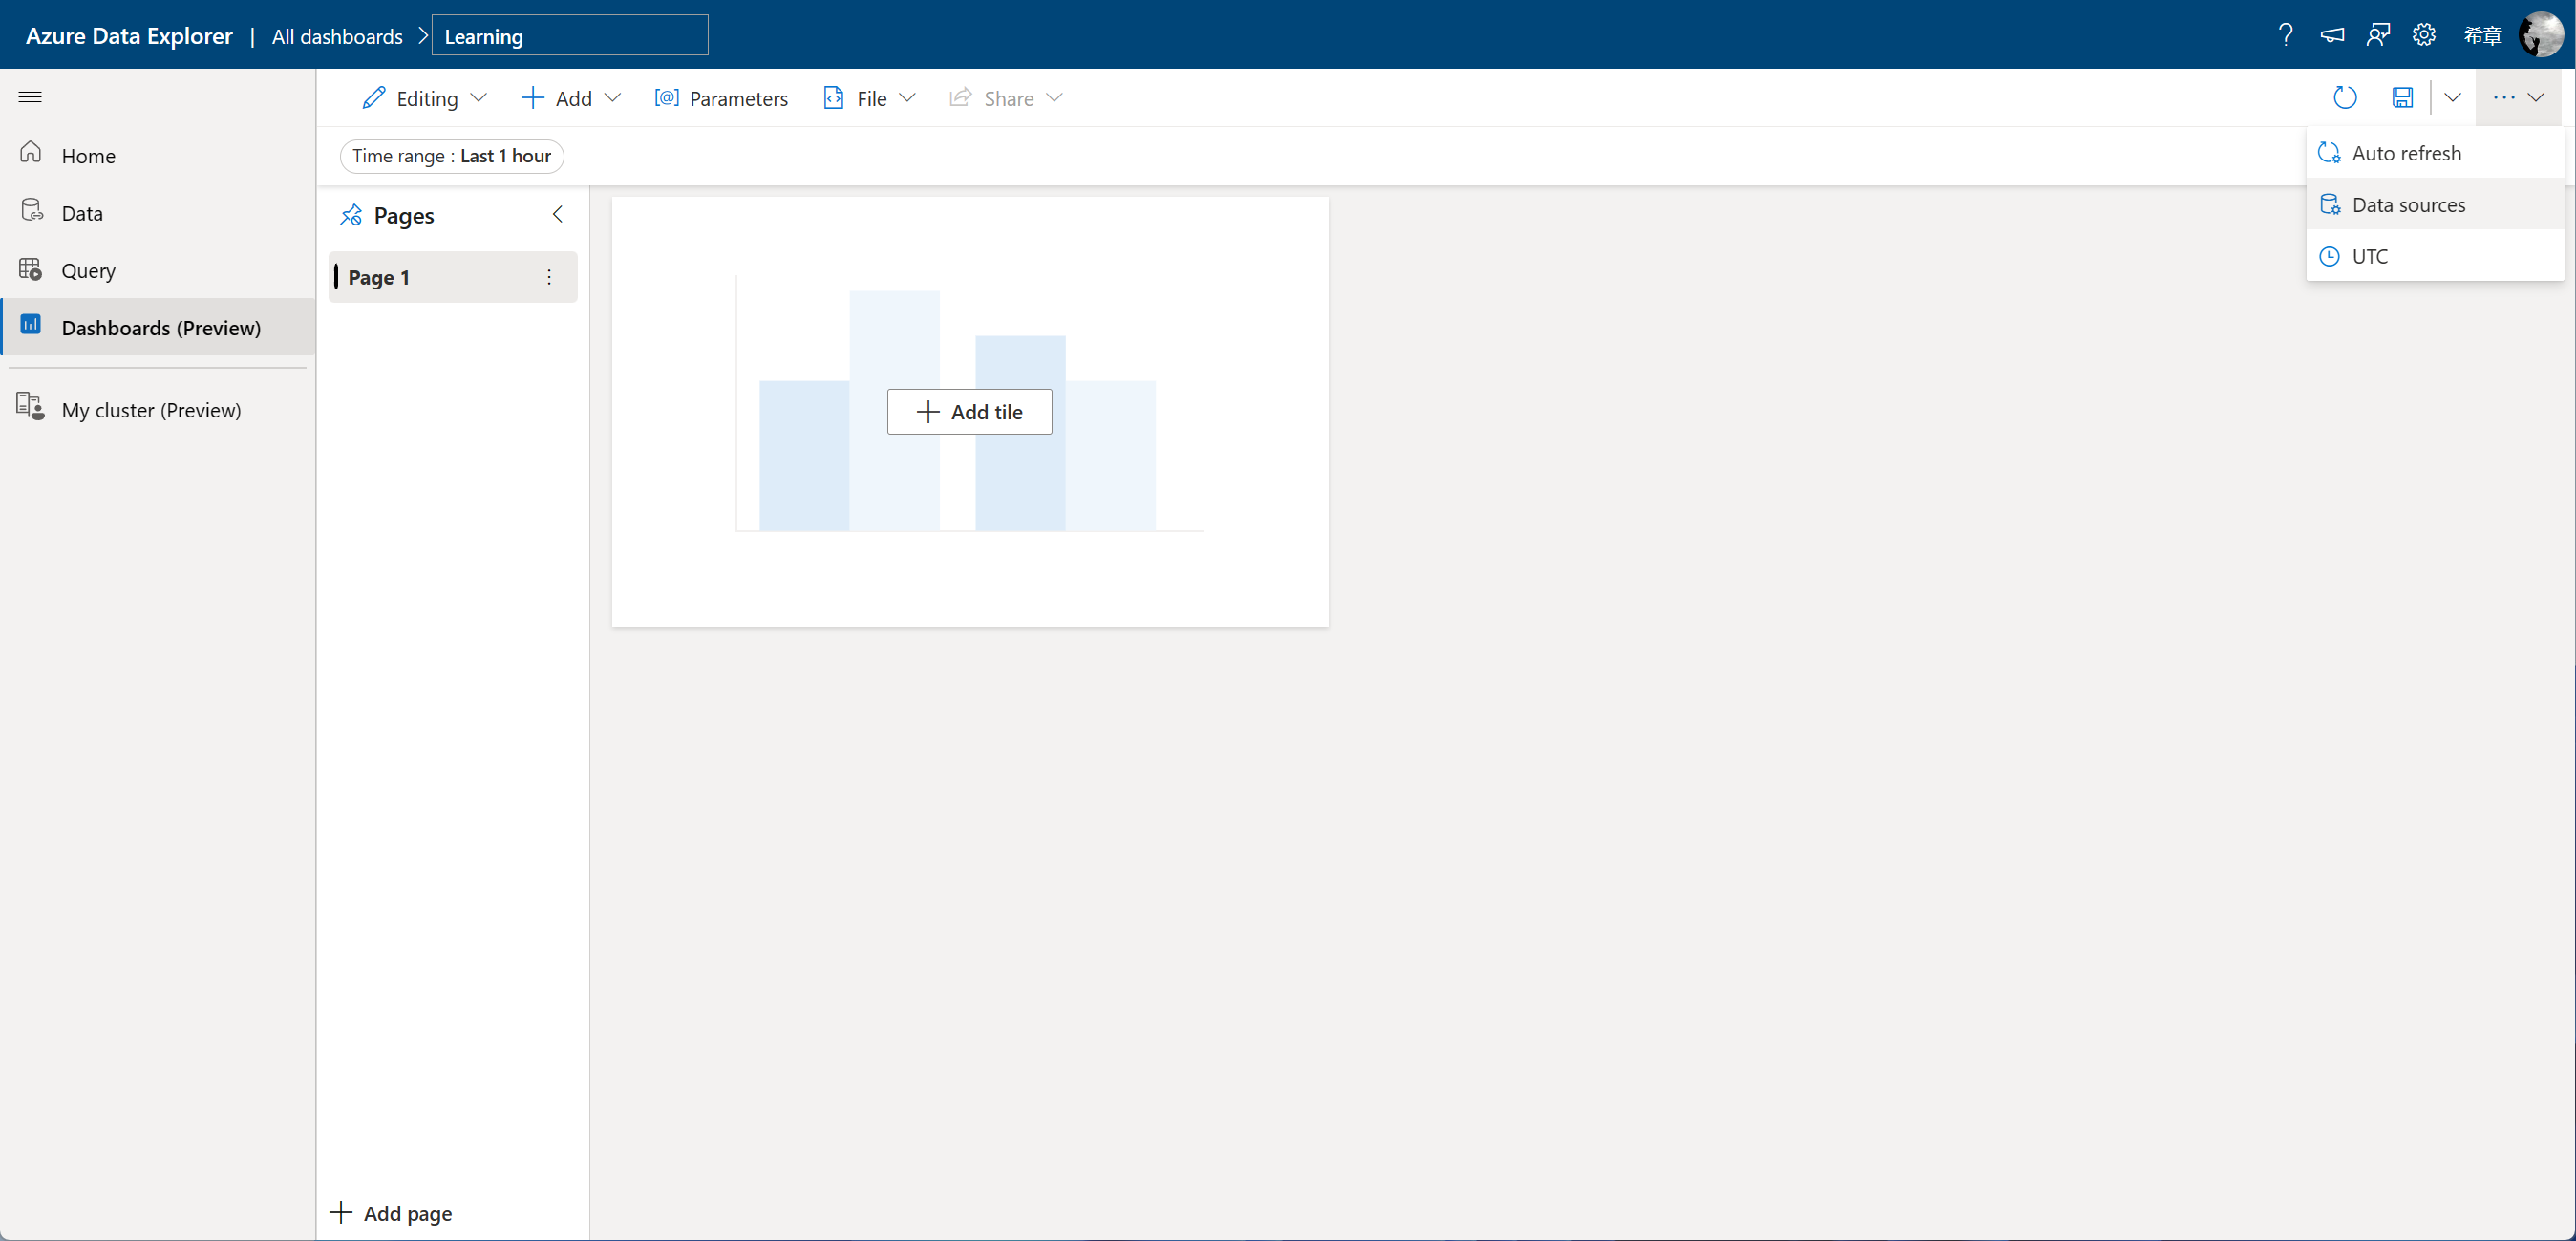 Azure Data Explorer | All dashboards > Learning
希章
Editing Add Parameters File Share
Time range : Last 1 hour
Home
Data
Query
Dashboards (Preview)
My cluster (Preview)
Pages
Page 1
Add tile
Add page
Auto refresh
Data sources
UTC